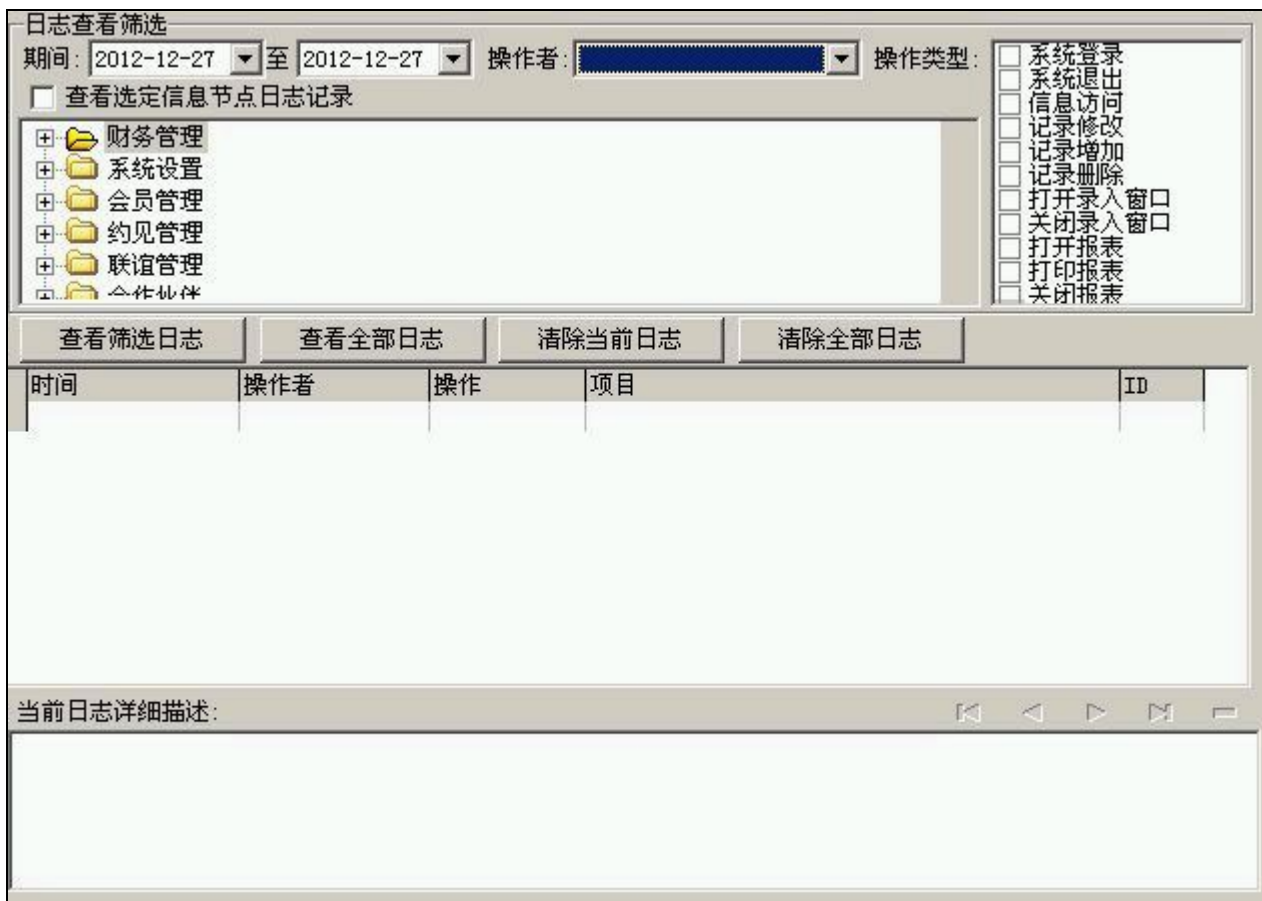 日志查看筛选
期间: 2012-12-27 至 2012-12-27 操作者: 操作类型:
查看选定信息节点日志记录
财务管理
系统设置
会员管理
约见管理
联谊管理
合作伙伴
系统登录
系统退出
信息访问
记录修改
记录增加
记录删除
打开录入窗口
关闭录入窗口
打开报表
打印报表
关闭报表
查看筛选日志 查看全部日志 清除当前日志 清除全部日志
时间 操作者 操作 项目 ID
当前日志详细描述: